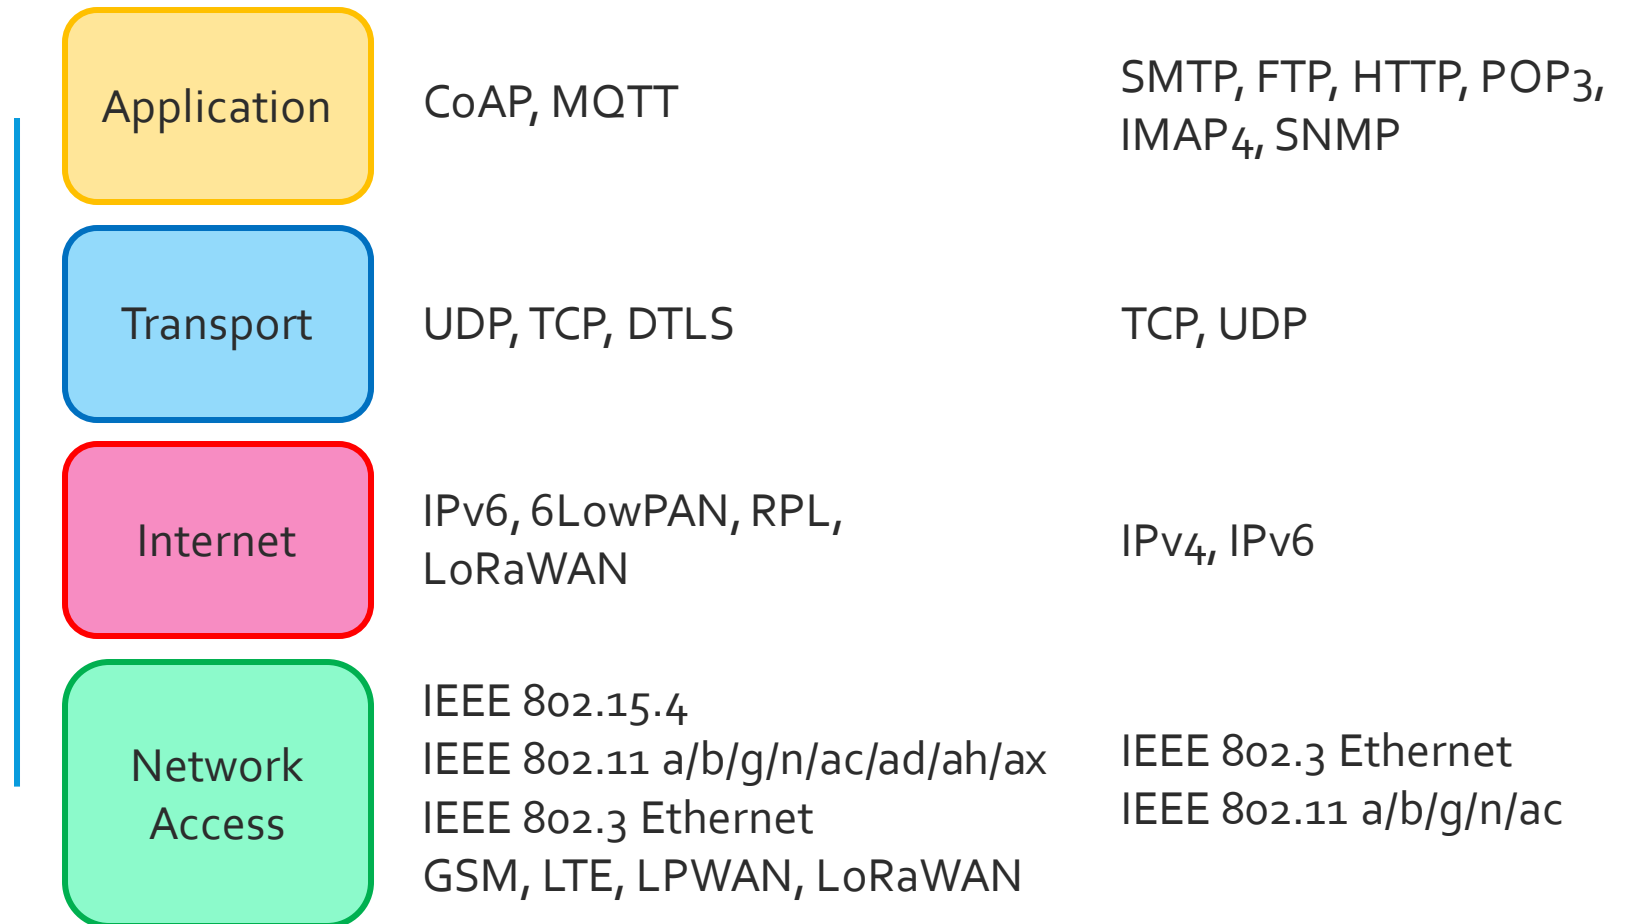 Application
CoAP, MQTT
SMTP, FTP, HTTP, POP3,
IMAP4, SNMP
Transport
UDP, TCP, DTLS
TCP, UDP
Internet
IPv6, 6LowPAN, RPL,
LoRaWAN
IPv4, IPv6
Network
Access
IEEE 802.15.4
IEEE 802.11 a/b/g/n/ac/ad/ah/ax
IEEE 802.3 Ethernet
GSM, LTE, LPWAN, LoRaWAN
IEEE 802.3 Ethernet
IEEE 802.11 a/b/g/n/ac